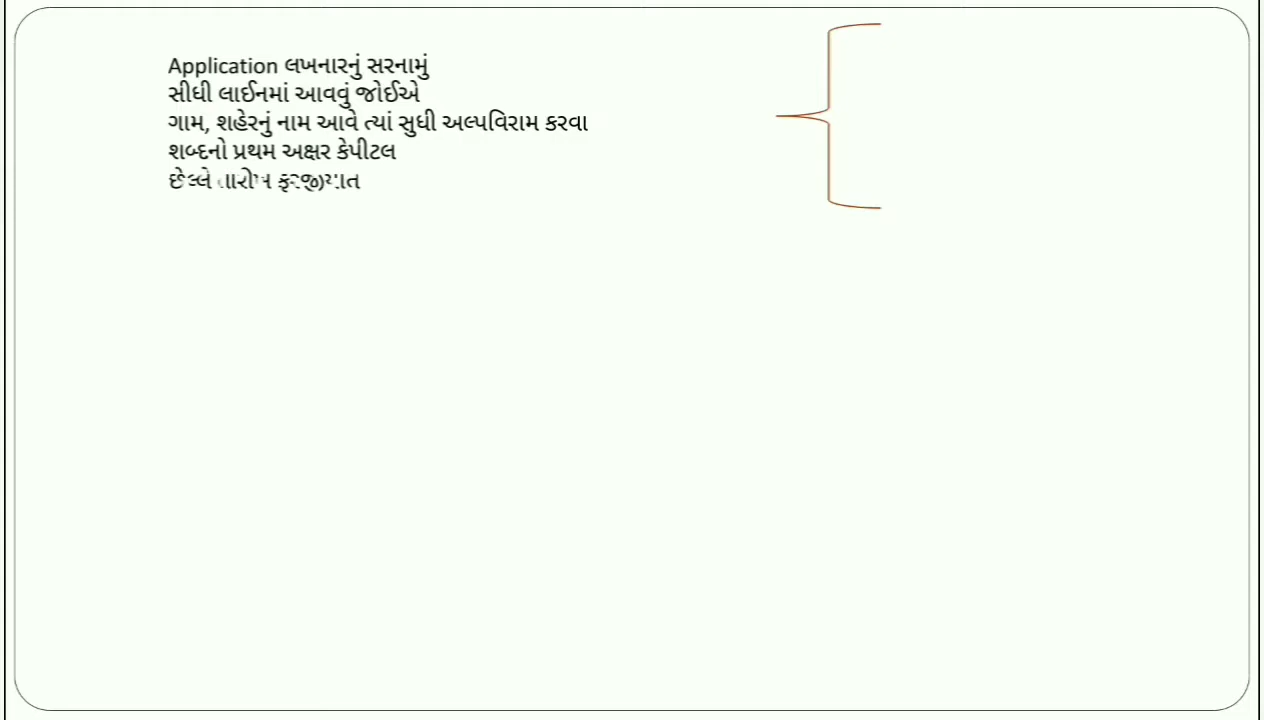 Application લખનારનું સરનામું
સીધી લાઈનમાં આવવું જોઈએ
ગામ, શહેરનું નામ આવે ત્યાં સુધી અલ્પવિરામ કરવા
શબ્દનો પ્રથમ અક્ષર કેપીટલ
છેલ્લે તારીખ ફરજીયાત